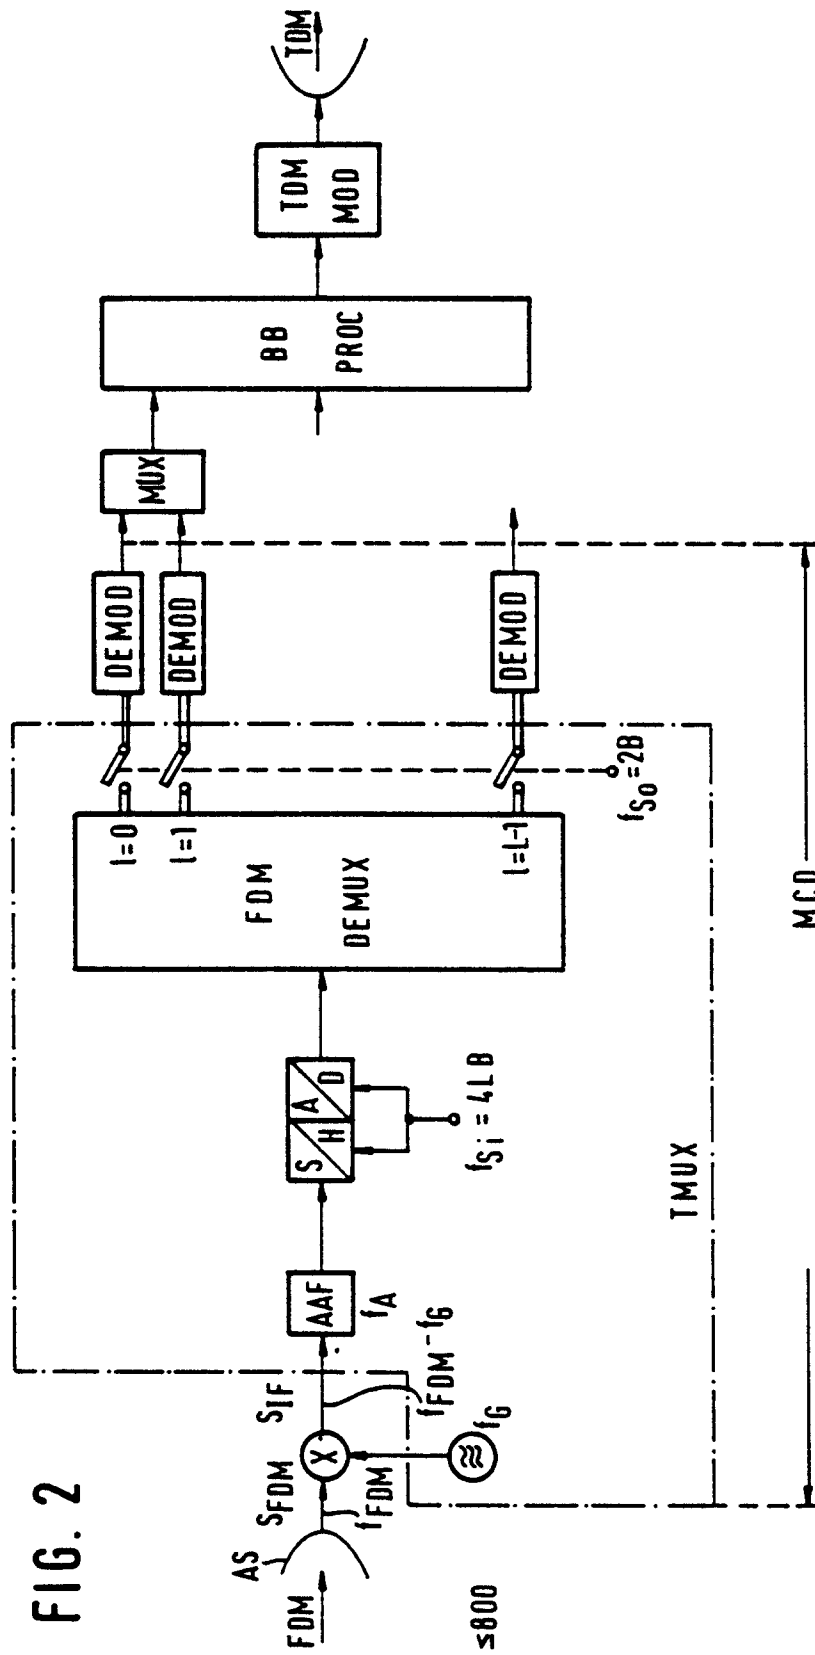 FIG. 2
FDM
AS
S_FDM
f_FDM
X
f_G
S_IF
f_FDM - f_G
AAF
f_A
S
H
A
D
f_Si = 4LB
FDM
DEMUX
l=0
l=1
l=L-1
f_So = 2B
DEMOD
DEMOD
DEMOD
MUX
BB
PROC
TDM
MOD
TDM
TMUX
MCD
≤800